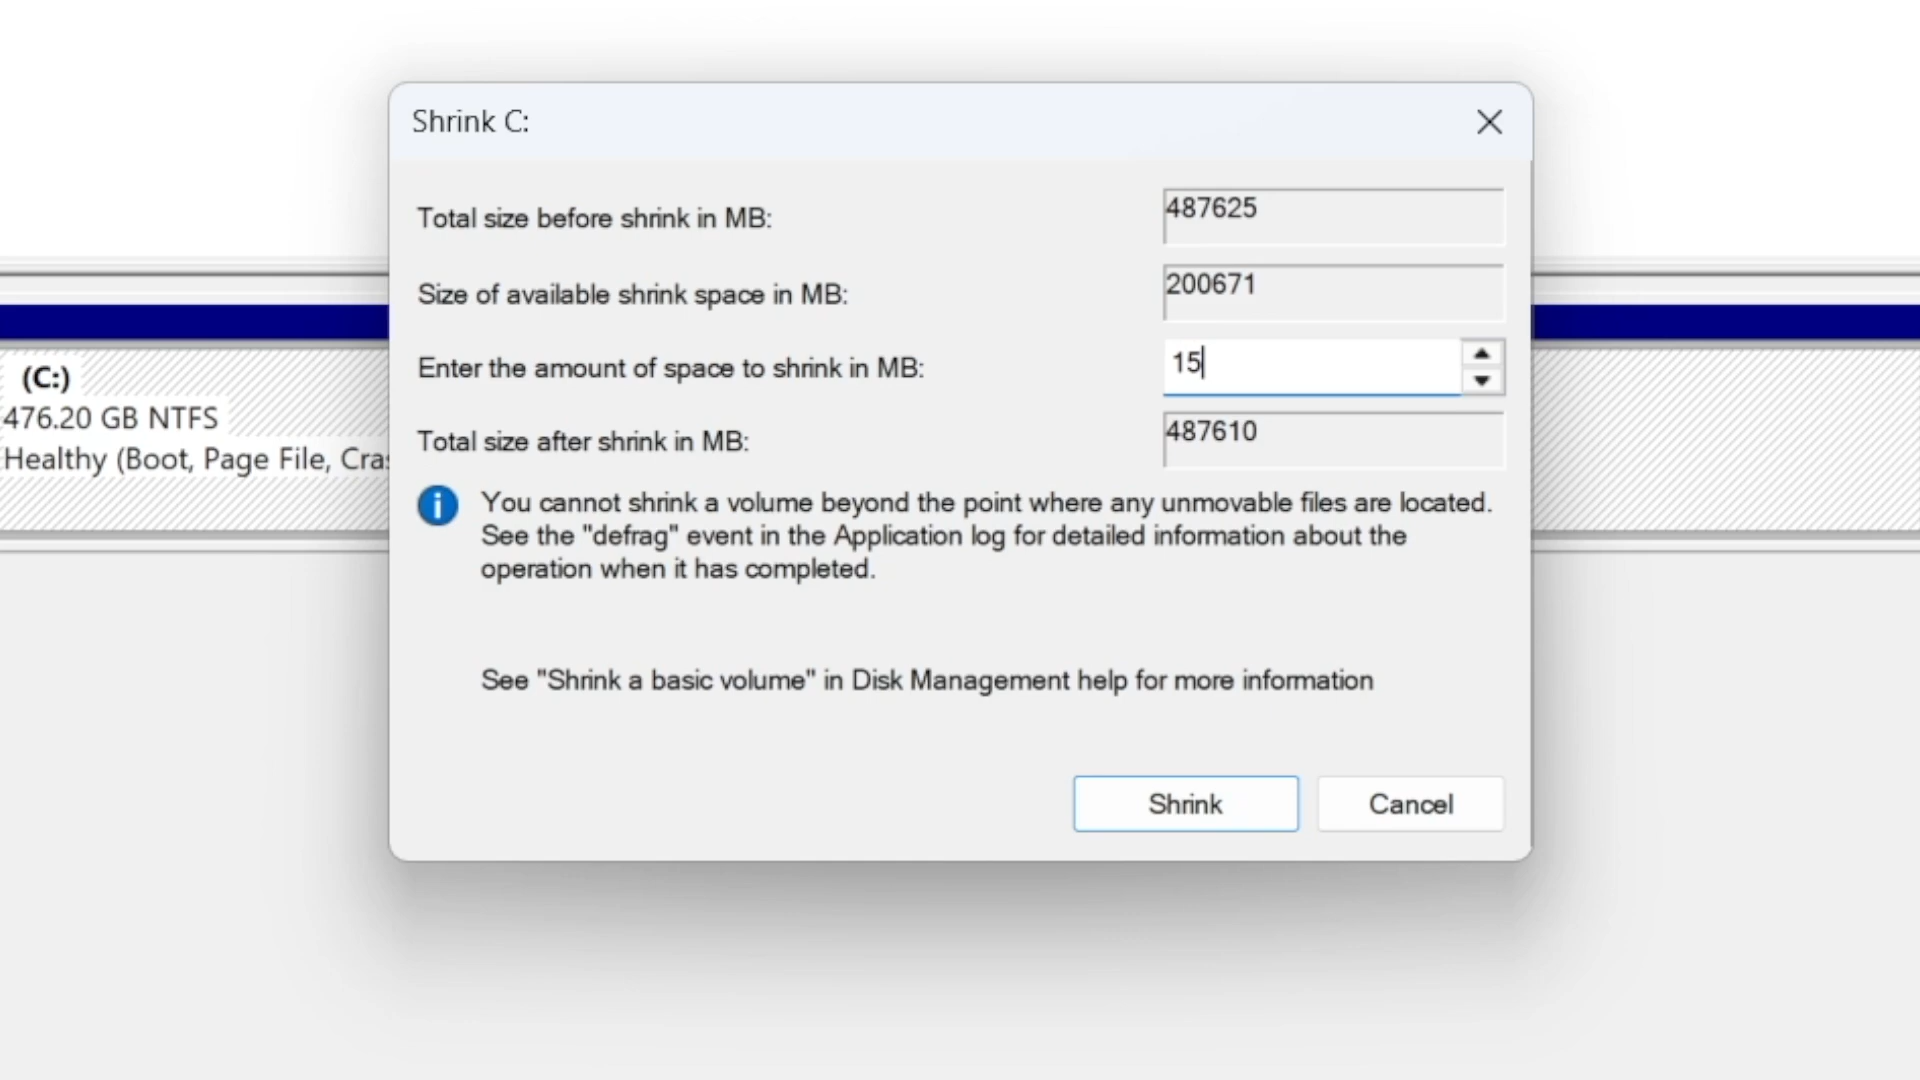 Shrink C:
Total size before shrink in MB: 487625
Size of available shrink space in MB: 200671
Enter the amount of space to shrink in MB: 15
Total size after shrink in MB: 487610
(C:)
476.20 GB NTFS
Healthy (Boot, Page File, Cras
You cannot shrink a volume beyond the point where any unmovable files are located.
See the "defrag" event in the Application log for detailed information about the
operation when it has completed.
See "Shrink a basic volume" in Disk Management help for more information
Shrink Cancel